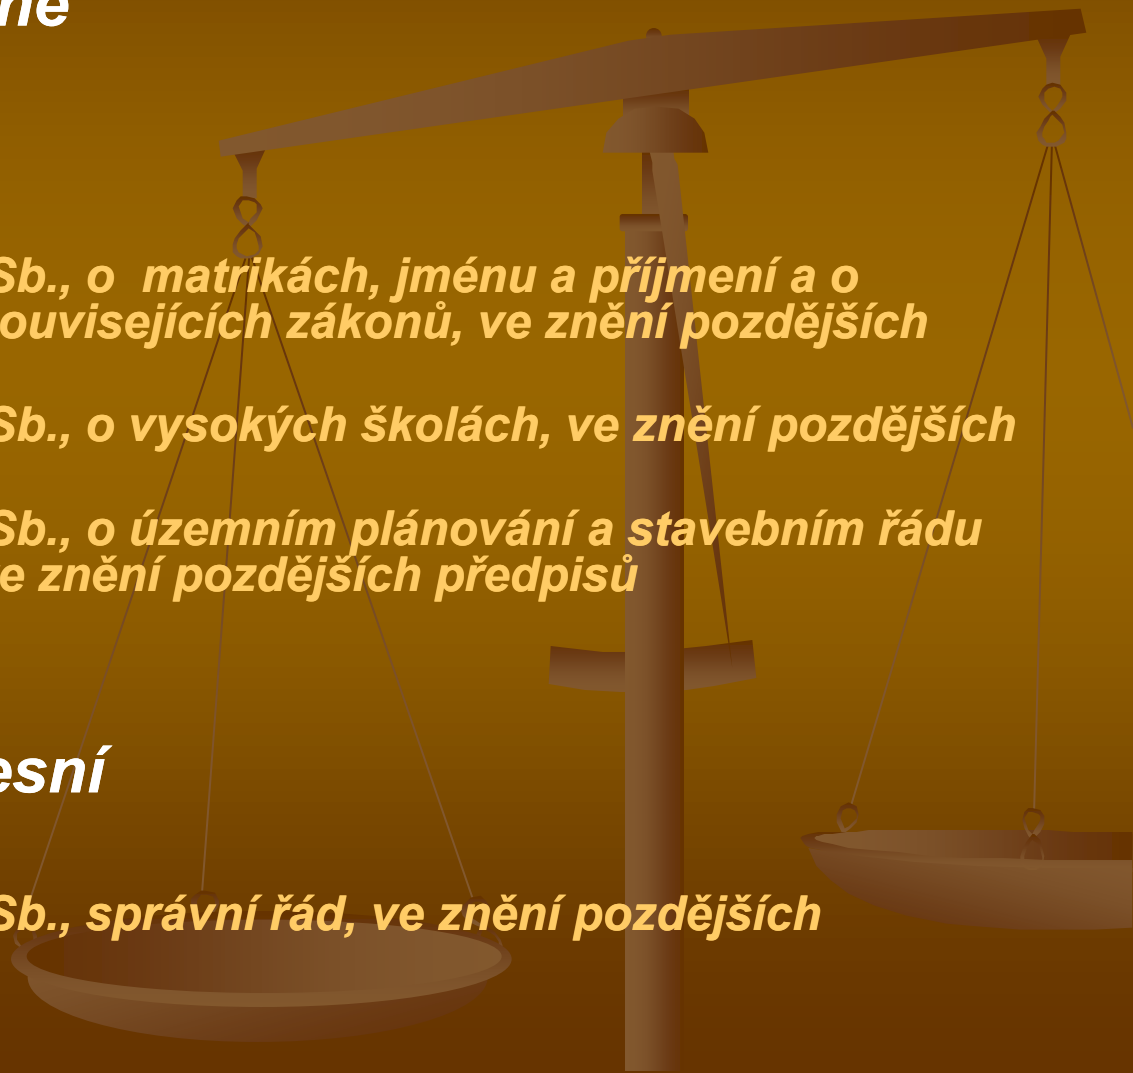 né
Sb., o matrikách, jménu a příjmení a o
ouvisejících zákonů, ve znění pozdějších
Sb., o vysokých školách, ve znění pozdějších
Sb., o územním plánování a stavebním řádu
e znění pozdějších předpisů
esní
Sb., správní řád, ve znění pozdějších